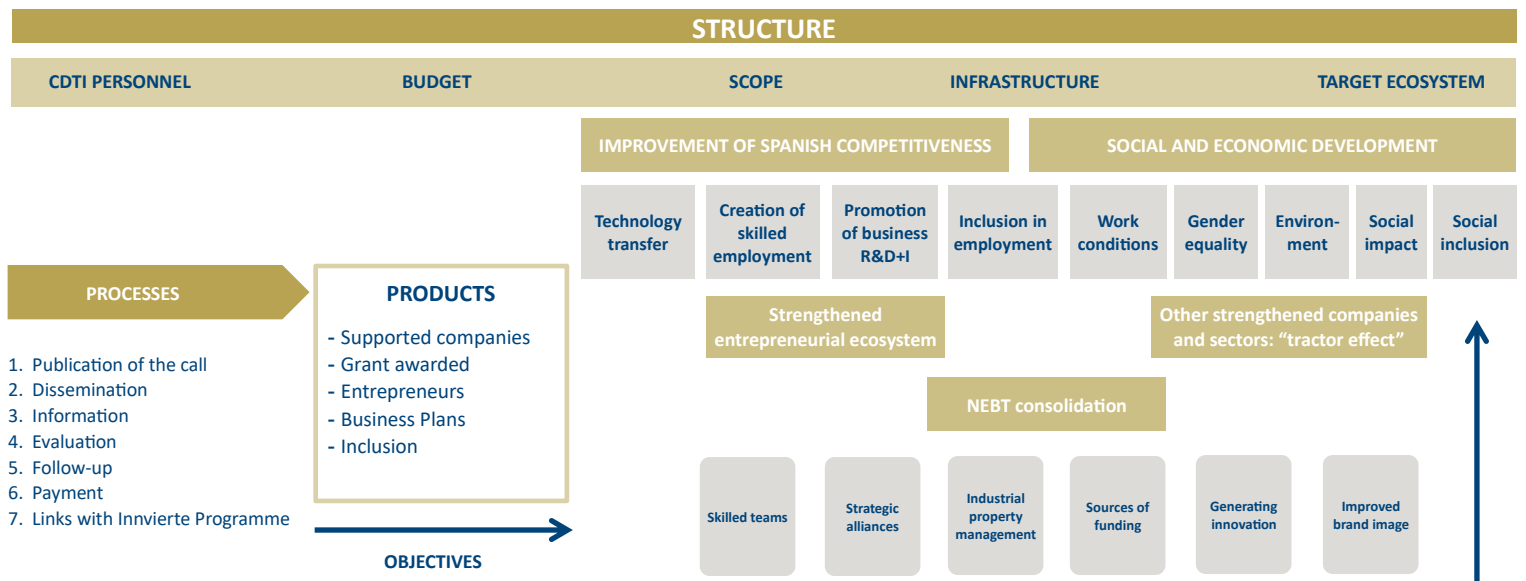 STRUCTURE
CDTI PERSONNEL
BUDGET
SCOPE
INFRASTRUCTURE
TARGET ECOSYSTEM
IMPROVEMENT OF SPANISH COMPETITIVENESS
SOCIAL AND ECONOMIC DEVELOPMENT
Technology
transfer
Creation of
skilled
employment
Promotion
of business
R&D+I
Inclusion in
employment
Work
conditions
Gender
equality
Environ-
ment
Social
impact
Social
inclusion
PROCESSES
1. Publication of the call
2. Dissemination
3. Information
4. Evaluation
5. Follow-up
6. Payment
7. Links with Innvierte Programme
PRODUCTS
- Supported companies
- Grant awarded
- Entrepreneurs
- Business Plans
- Inclusion
OBJECTIVES
Strengthened
entrepreneurial ecosystem
Other strengthened companies
and sectors: “tractor effect”
NEBT consolidation
Skilled teams
Strategic
alliances
Industrial
property
management
Sources of
funding
Generating
innovation
Improved
brand image